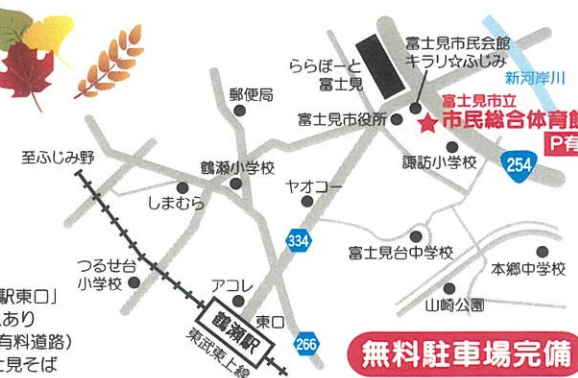 ららぽーと
富士見
富士見市民会館
キラリ☆ふじみ
新河岸川
郵便局
富士見市役所
富士見市立
市民総合体育館
P有
至ふじみ野
鶴瀬小学校
諏訪小学校
254
しまむら
ヤオコー
334
富士見台中学校
本郷中学校
つるせ台
小学校
アコレ
山崎公園
駅東口」
あり
有料道路)
士見そば
鶴瀬駅
東口
東武東上線
266
無料駐車場完備